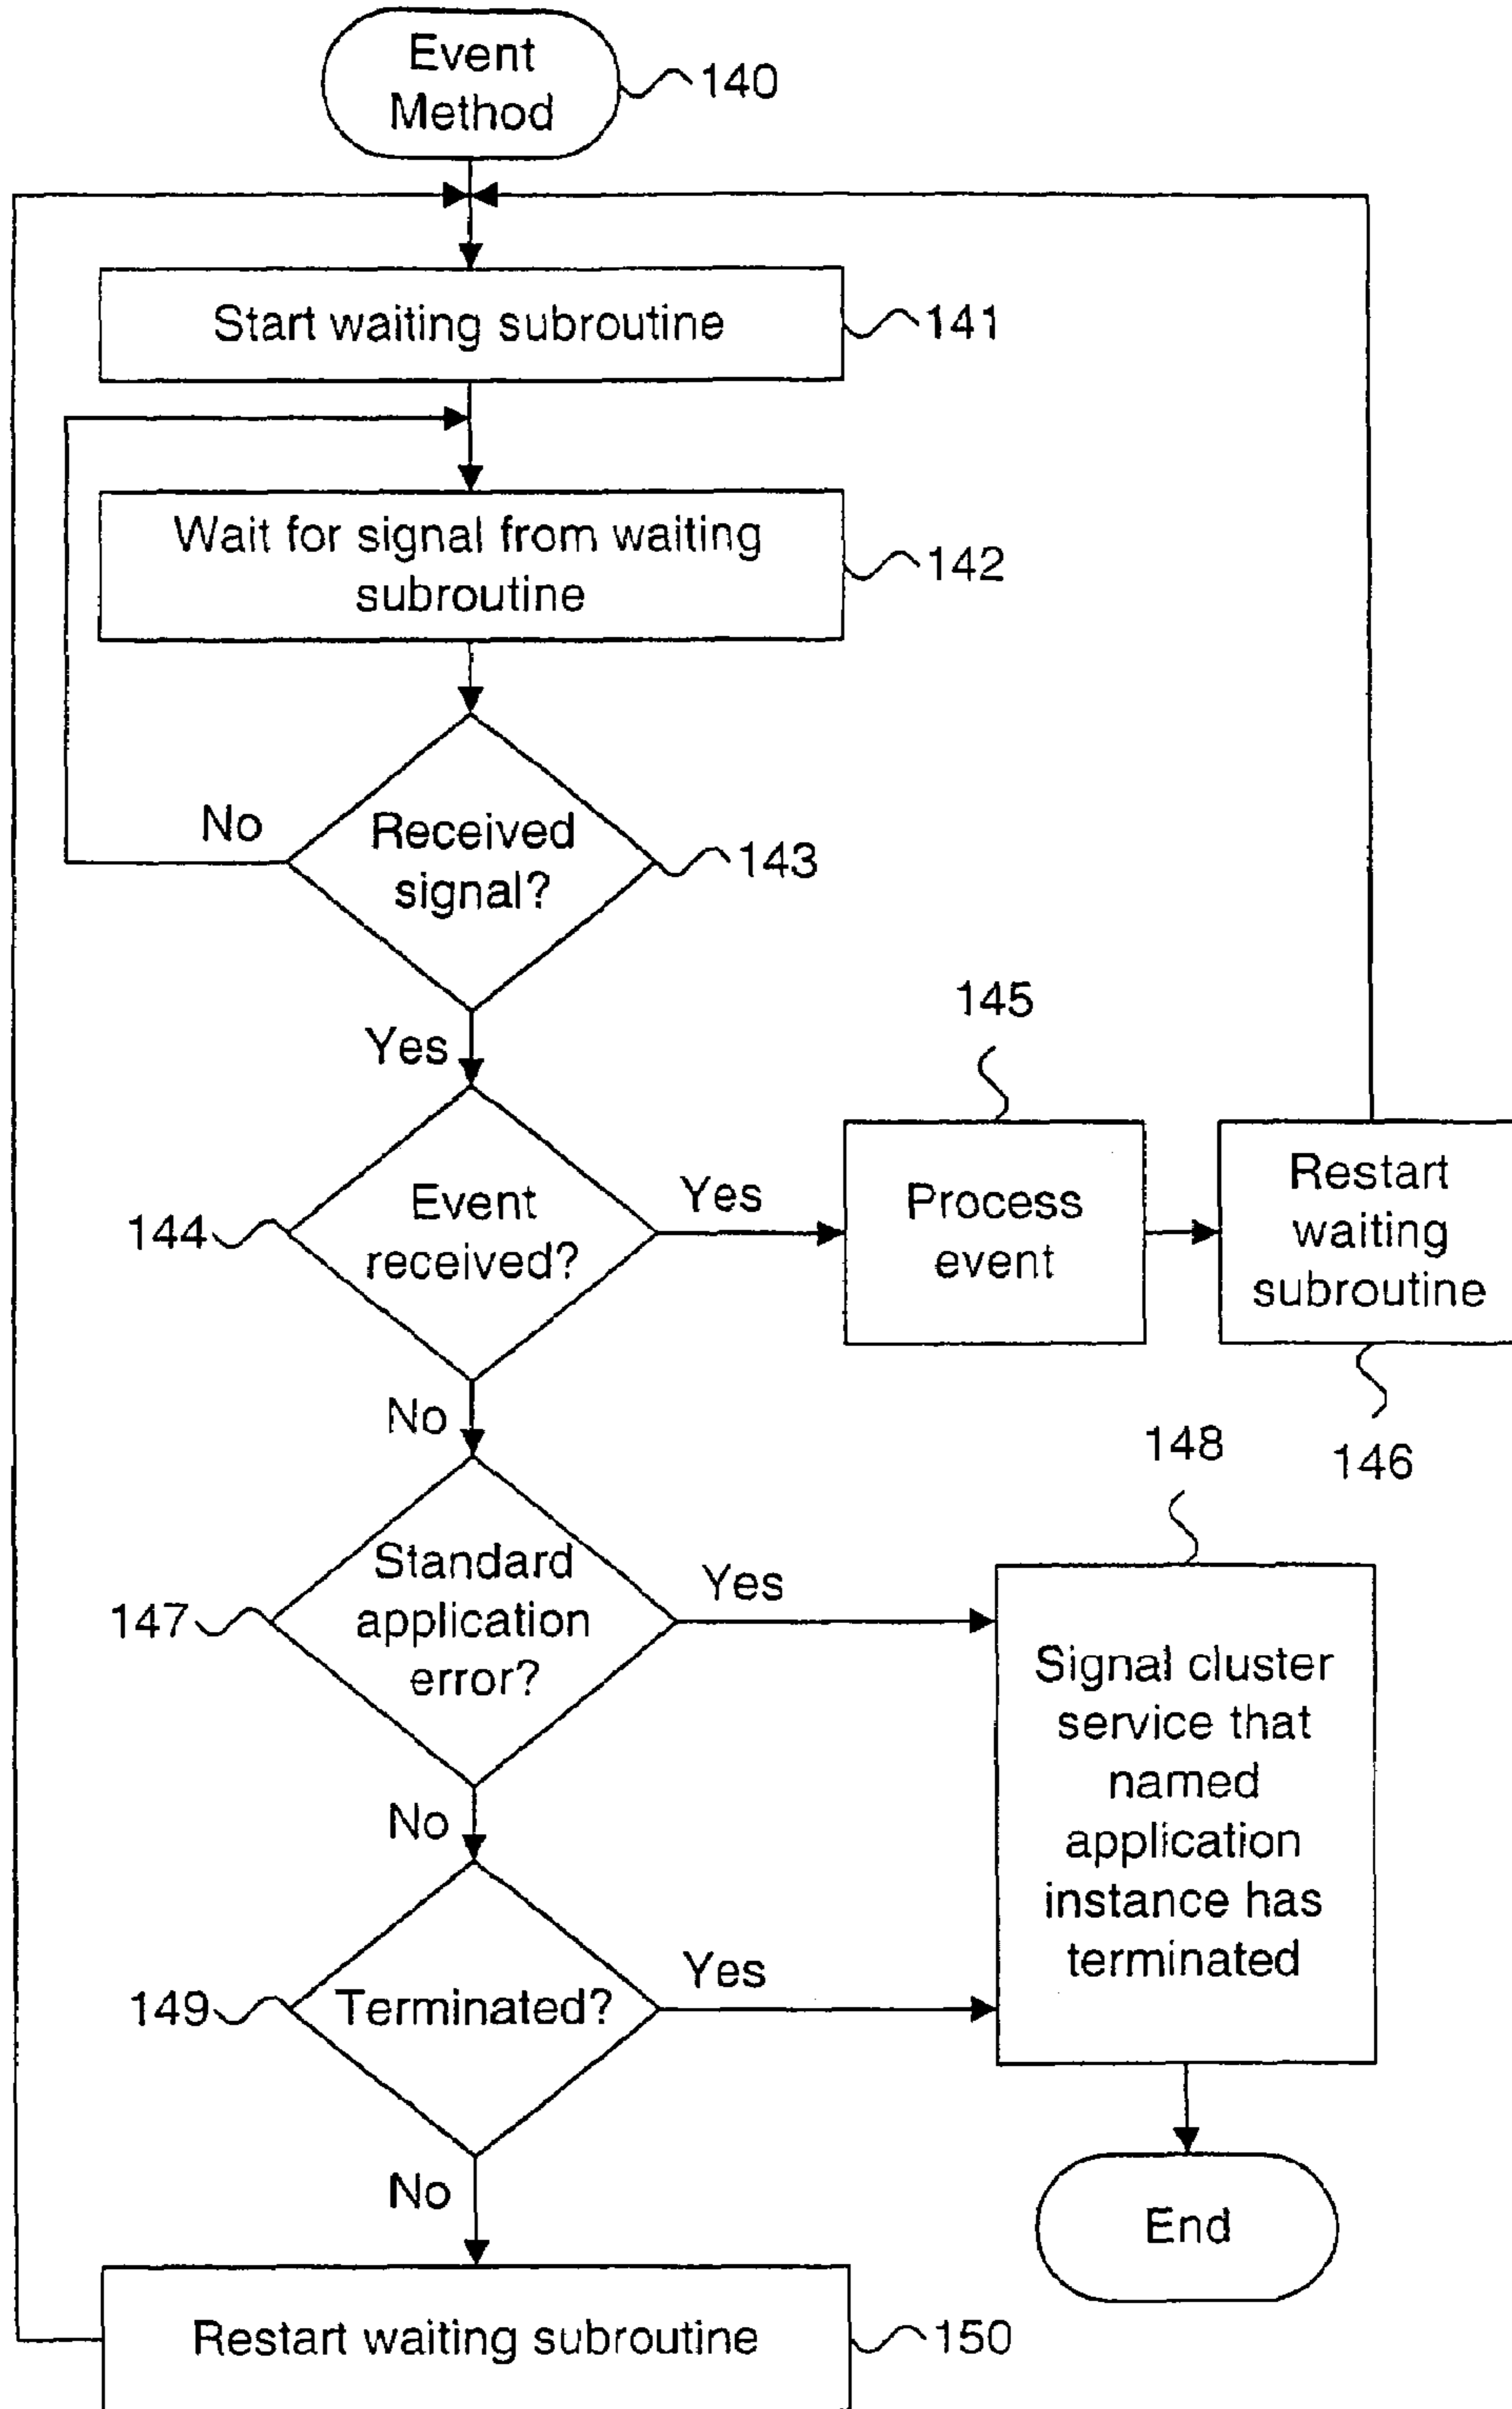 Event
Method
140
Start waiting subroutine
141
Wait for signal from waiting
subroutine
142
No
Received
signal?
143
Yes
145
144
Event
received?
Yes
Process
event
Restart
waiting
subroutine
No
148
146
147
Standard
application
error?
Yes
Signal cluster
service that
named
application
instance has
terminated
No
149
Terminated?
Yes
No
End
Restart waiting subroutine
150